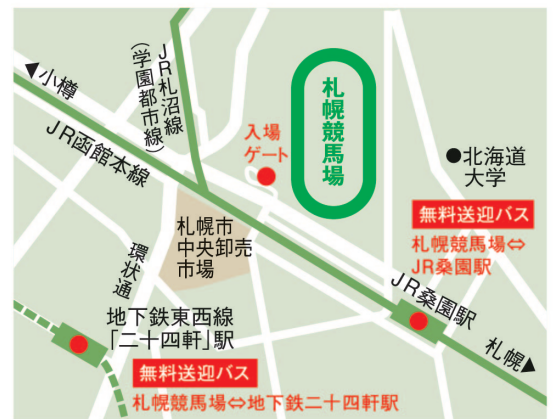 ◀小樽
JR函館本線
JR札沼線
(学園都市線)
入場
ゲート
札幌競馬場
●北海道
大学
無料送迎バス
札幌競馬場⇔
JR桑園駅
JR桑園駅
札幌▶
札幌市
中央卸売
市場
環状通
地下鉄東西線
「二十四軒」駅
無料送迎バス
札幌競馬場⇔地下鉄二十四軒駅